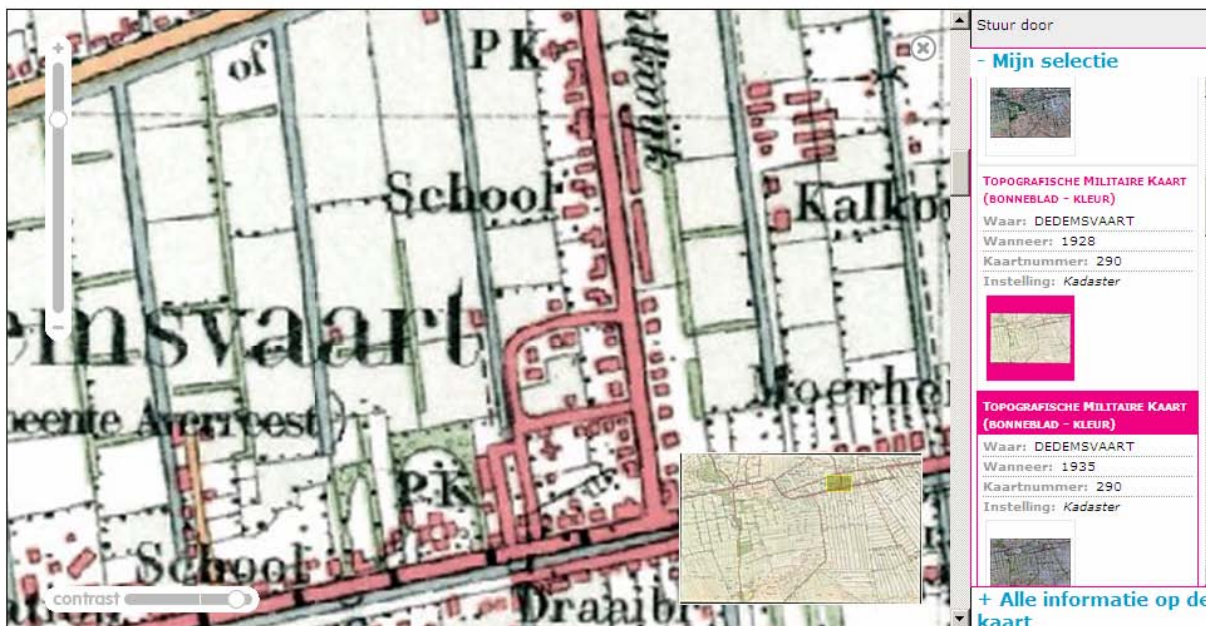 of
PK
School
Kalko
emsvaart
Moerhe
eente Avereest)
PK
School
Draaibr
contrast
Stuur door
- Mijn selectie
TOPOGRAFISCHE MILITAIRE KAART
(BONNEBLAD - KLEUR)
Waar: DEDEMSVAART
Wanneer: 1928
Kaartnummer: 290
Instelling: Kadaster
TOPOGRAFISCHE MILITAIRE KAART
(BONNEBLAD - KLEUR)
Waar: DEDEMSVAART
Wanneer: 1935
Kaartnummer: 290
Instelling: Kadaster
+ Alle informatie op de
kaart